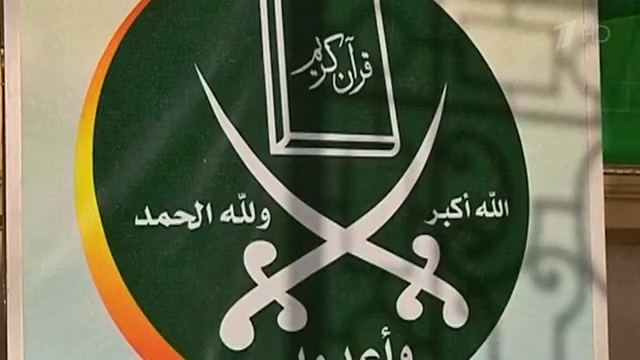 قرآن كريم
الله أكبر
ولله الحمد